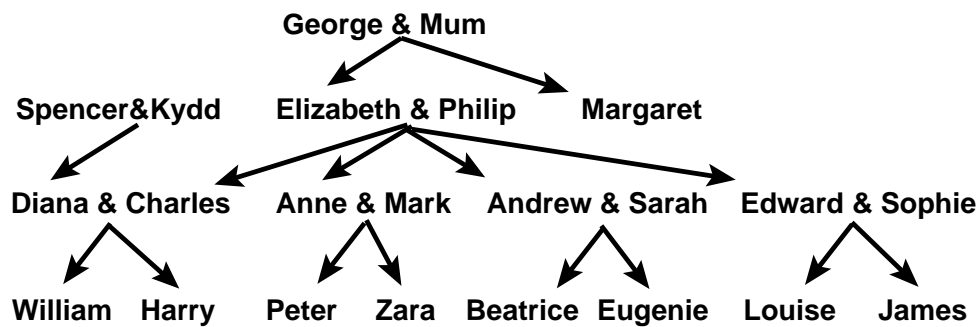 George & Mum
Spencer&Kydd Elizabeth & Philip Margaret
Diana & Charles Anne & Mark Andrew & Sarah Edward & Sophie
William Harry Peter Zara Beatrice Eugenie Louise James